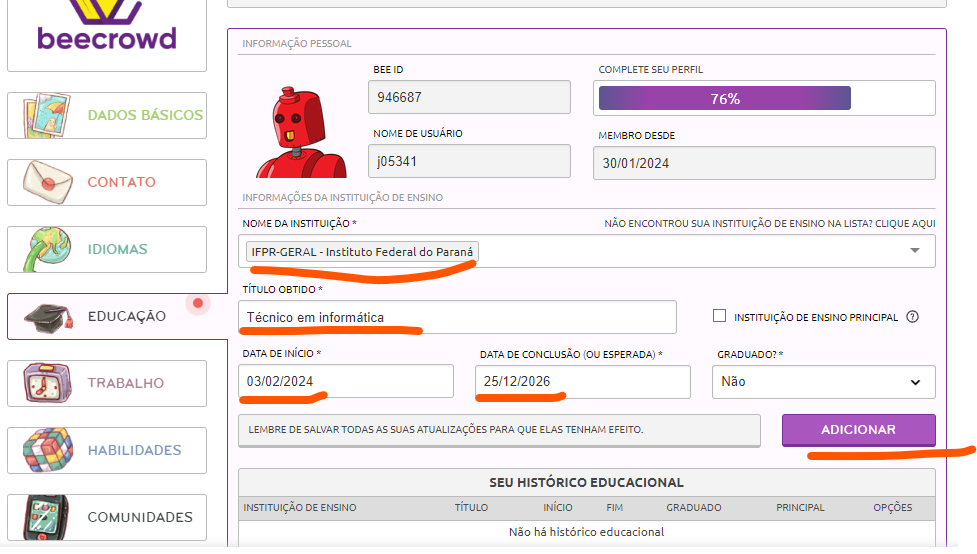 beecrowd
DADOS BÁSICOS
CONTATO
IDIOMAS
EDUCAÇÃO
TRABALHO
HABILIDADES
COMUNIDADES
INFORMAÇÃO PESSOAL
BEE ID
946687
COMPLETE SEU PERFIL
76%
NOME DE USUÁRIO
j05341
MEMBRO DESDE
30/01/2024
INFORMAÇÕES DA INSTITUIÇÃO DE ENSINO
NOME DA INSTITUIÇÃO *
NÃO ENCONTROU SUA INSTITUIÇÃO DE ENSINO NA LISTA? CLIQUE AQUI
IFPR-GERAL - Instituto Federal do Paraná
TÍTULO OBTIDO *
Técnico em informática
INSTITUIÇÃO DE ENSINO PRINCIPAL ?
DATA DE INÍCIO *
DATA DE CONCLUSÃO (OU ESPERADA) *
GRADUADO? *
03/02/2024
25/12/2026
Não
LEMBRE DE SALVAR TODAS AS SUAS ATUALIZAÇÕES PARA QUE ELAS TENHAM EFEITO.
ADICIONAR
SEU HISTÓRICO EDUCACIONAL
INSTITUIÇÃO DE ENSINO TÍTULO INÍCIO FIM GRADUADO PRINCIPAL OPÇÕES
Não há histórico educacional